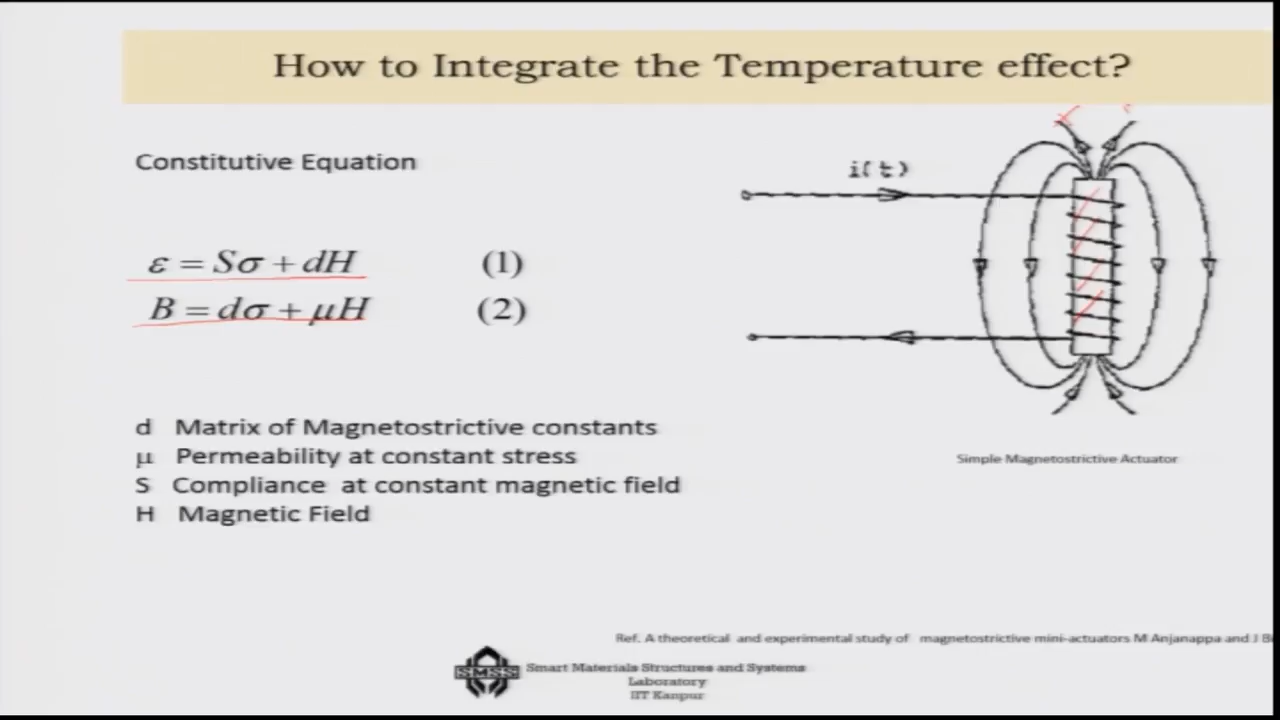 How to Integrate the Temperature effect?
Constitutive Equation
i(t)
ε = Sσ + dH (1)
B = dσ + μH (2)
d Matrix of Magnetostrictive constants
μ Permeability at constant stress
S Compliance at constant magnetic field
H Magnetic Field
Simple Magnetostrictive Actuator
Ref. A theoretical and experimental study of magnetostrictive mini-actuators M Anjanappa and J
SMSS
Smart Materials Structures and Systems
Laboratory
IIT Kanpur